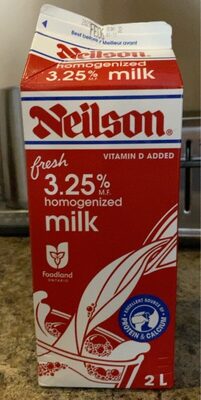 Best before / Meilleur avant
Neilson®
homogenized
3.25% milk
Neilson®
fresh
VITAMIN D ADDED
3.25% M.F.
homogenized
milk
Foodland
ONTARIO
EXCELLENT SOURCE OF
PROTEIN & CALCIUM
2 L